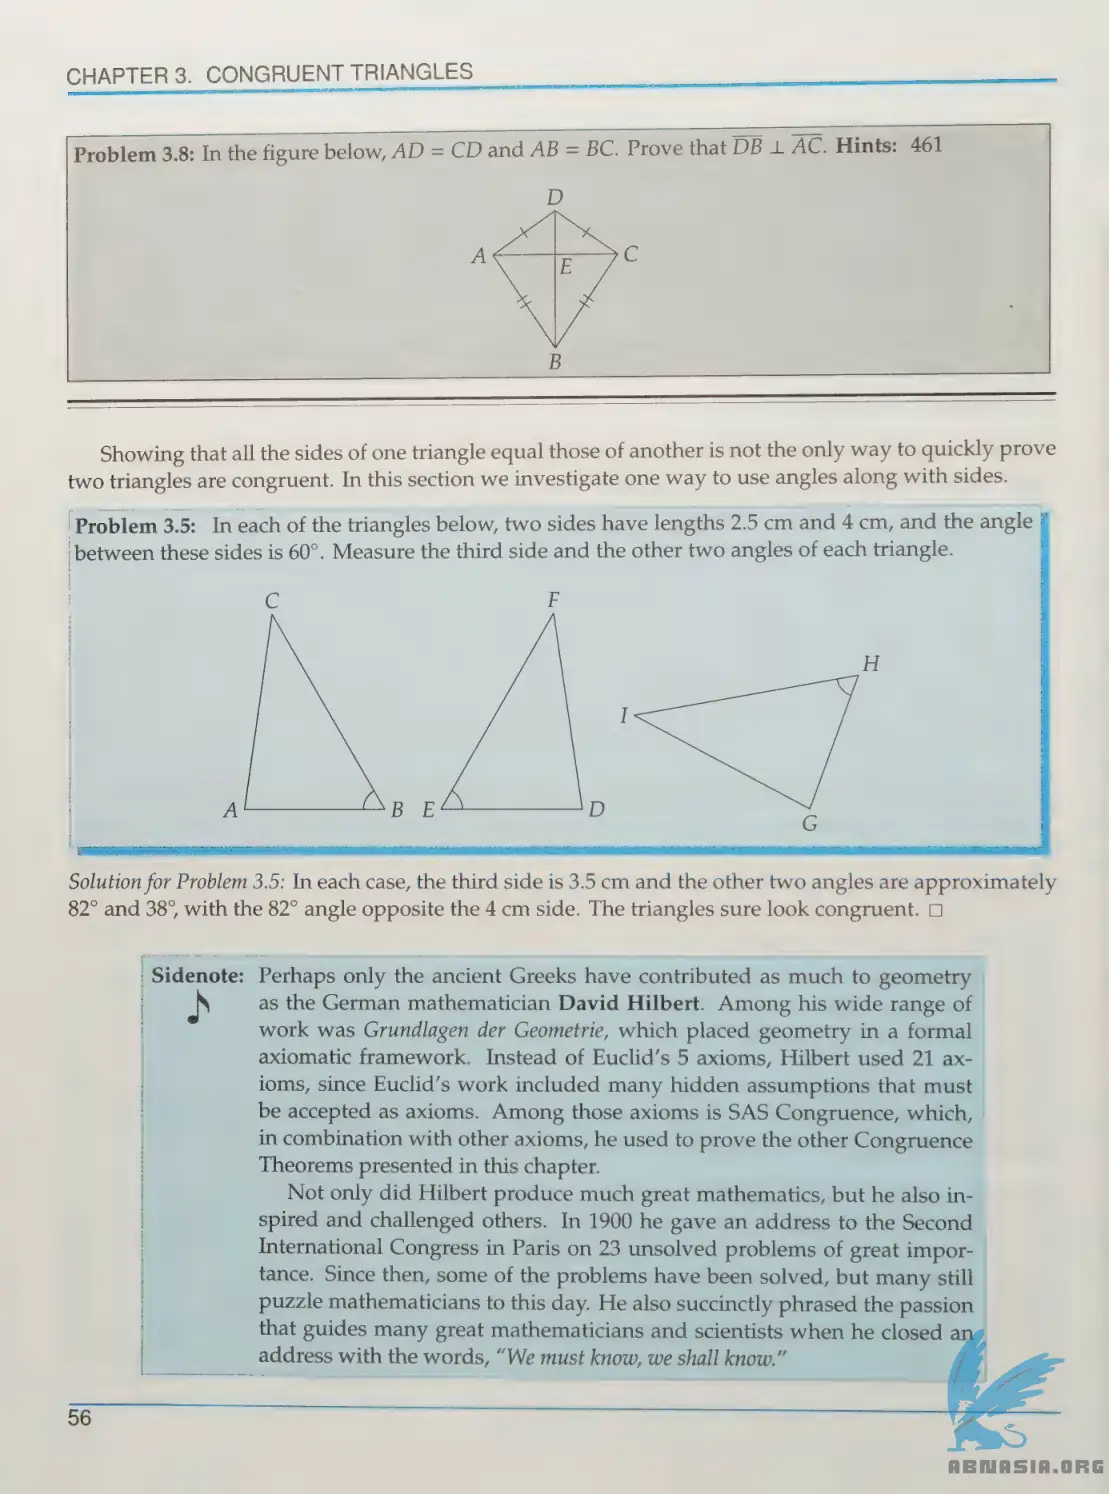 CHAPTER 3. CONGRUENT TRIANGLES
Problem 3.8: In the figure below, AD = CD and AB = BC. Prove that D̅B̅ ⊥ A̅C̅. Hints: 461
D
A
C
E
B
Showing that all the sides of one triangle equal those of another is not the only way to quickly prove
two triangles are congruent. In this section we investigate one way to use angles along with sides.
Problem 3.5: In each of the triangles below, two sides have lengths 2.5 cm and 4 cm, and the angle
between these sides is 60°. Measure the third side and the other two angles of each triangle.
C
F
H
I
A
B
E
D
G
Solution for Problem 3.5: In each case, the third side is 3.5 cm and the other two angles are approximately
82° and 38°, with the 82° angle opposite the 4 cm side. The triangles sure look congruent. □
Sidenote: Perhaps only the ancient Greeks have contributed as much to geometry
as the German mathematician David Hilbert. Among his wide range of
work was Grundlagen der Geometrie, which placed geometry in a formal
axiomatic framework. Instead of Euclid's 5 axioms, Hilbert used 21 ax-
ioms, since Euclid's work included many hidden assumptions that must
be accepted as axioms. Among those axioms is SAS Congruence, which,
in combination with other axioms, he used to prove the other Congruence
Theorems presented in this chapter.
Not only did Hilbert produce much great mathematics, but he also in-
spired and challenged others. In 1900 he gave an address to the Second
International Congress in Paris on 23 unsolved problems of great impor-
tance. Since then, some of the problems have been solved, but many still
puzzle mathematicians to this day. He also succinctly phrased the passion
that guides many great mathematicians and scientists when he closed an
address with the words, "We must know, we shall know."
56
ABNASIA.ORG